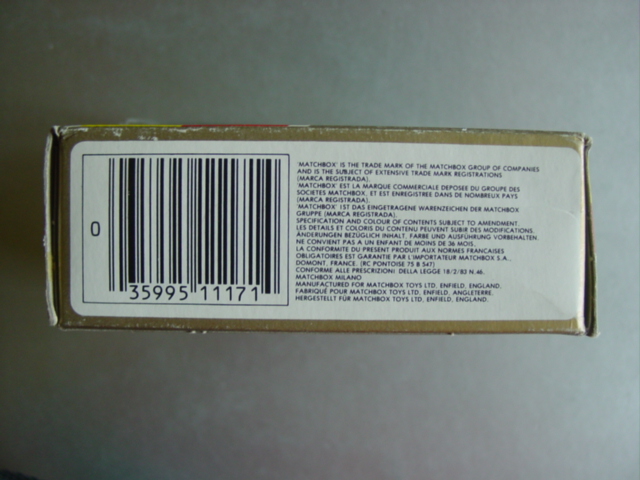 0
35995 11171
'MATCHBOX' IS THE TRADE MARK OF THE MATCHBOX GROUP OF COMPANIES
AND IS THE SUBJECT OF EXTENSIVE TRADE MARK REGISTRATIONS
(MARCA REGISTRADA).
'MATCHBOX' EST LA MARQUE COMMERCIALE DEPOSEE DU GROUPE DES
SOCIETES MATCHBOX, ET EST ENREGISTREE DANS DE NOMBREUX PAYS
(MARCA REGISTRADA).
'MATCHBOX' IST DAS EINGETRAGENE WARENZEICHEN DER MATCHBOX
GRUPPE (MARCA REGISTRADA).
SPECIFICATION AND COLOUR OF CONTENTS SUBJECT TO AMENDMENT.
LES DETAILS ET COLORIS DU CONTENU PEUVENT SUBIR DES MODIFICATIONS.
ÄNDERUNGEN BEZÜGLICH INHALT, FARBE UND AUSFÜHRUNG VORBEHALTEN.
NE CONVIENT PAS A UN ENFANT DE MOINS DE 36 MOIS.
LA CONFORMITE DU PRESENT PRODUIT AUX NORMES FRANCAISES
OBLIGATOIRES EST GARANTIE PAR L'IMPORTATEUR MATCHBOX S.A.,
DOMONT, FRANCE. (RC PONTOISE 75 B 547)
CONFORME ALLE PRESCRIZIONI DELLA LEGGE 18/2/83 N.46.
MATCHBOX MILANO
MANUFACTURED FOR MATCHBOX TOYS LTD, ENFIELD, ENGLAND.
FABRIQUÉ POUR MATCHBOX TOYS LTD, ENFIELD, ANGLETERRE.
HERGESTELLT FÜR MATCHBOX TOYS LTD, ENFIELD, ENGLAND.